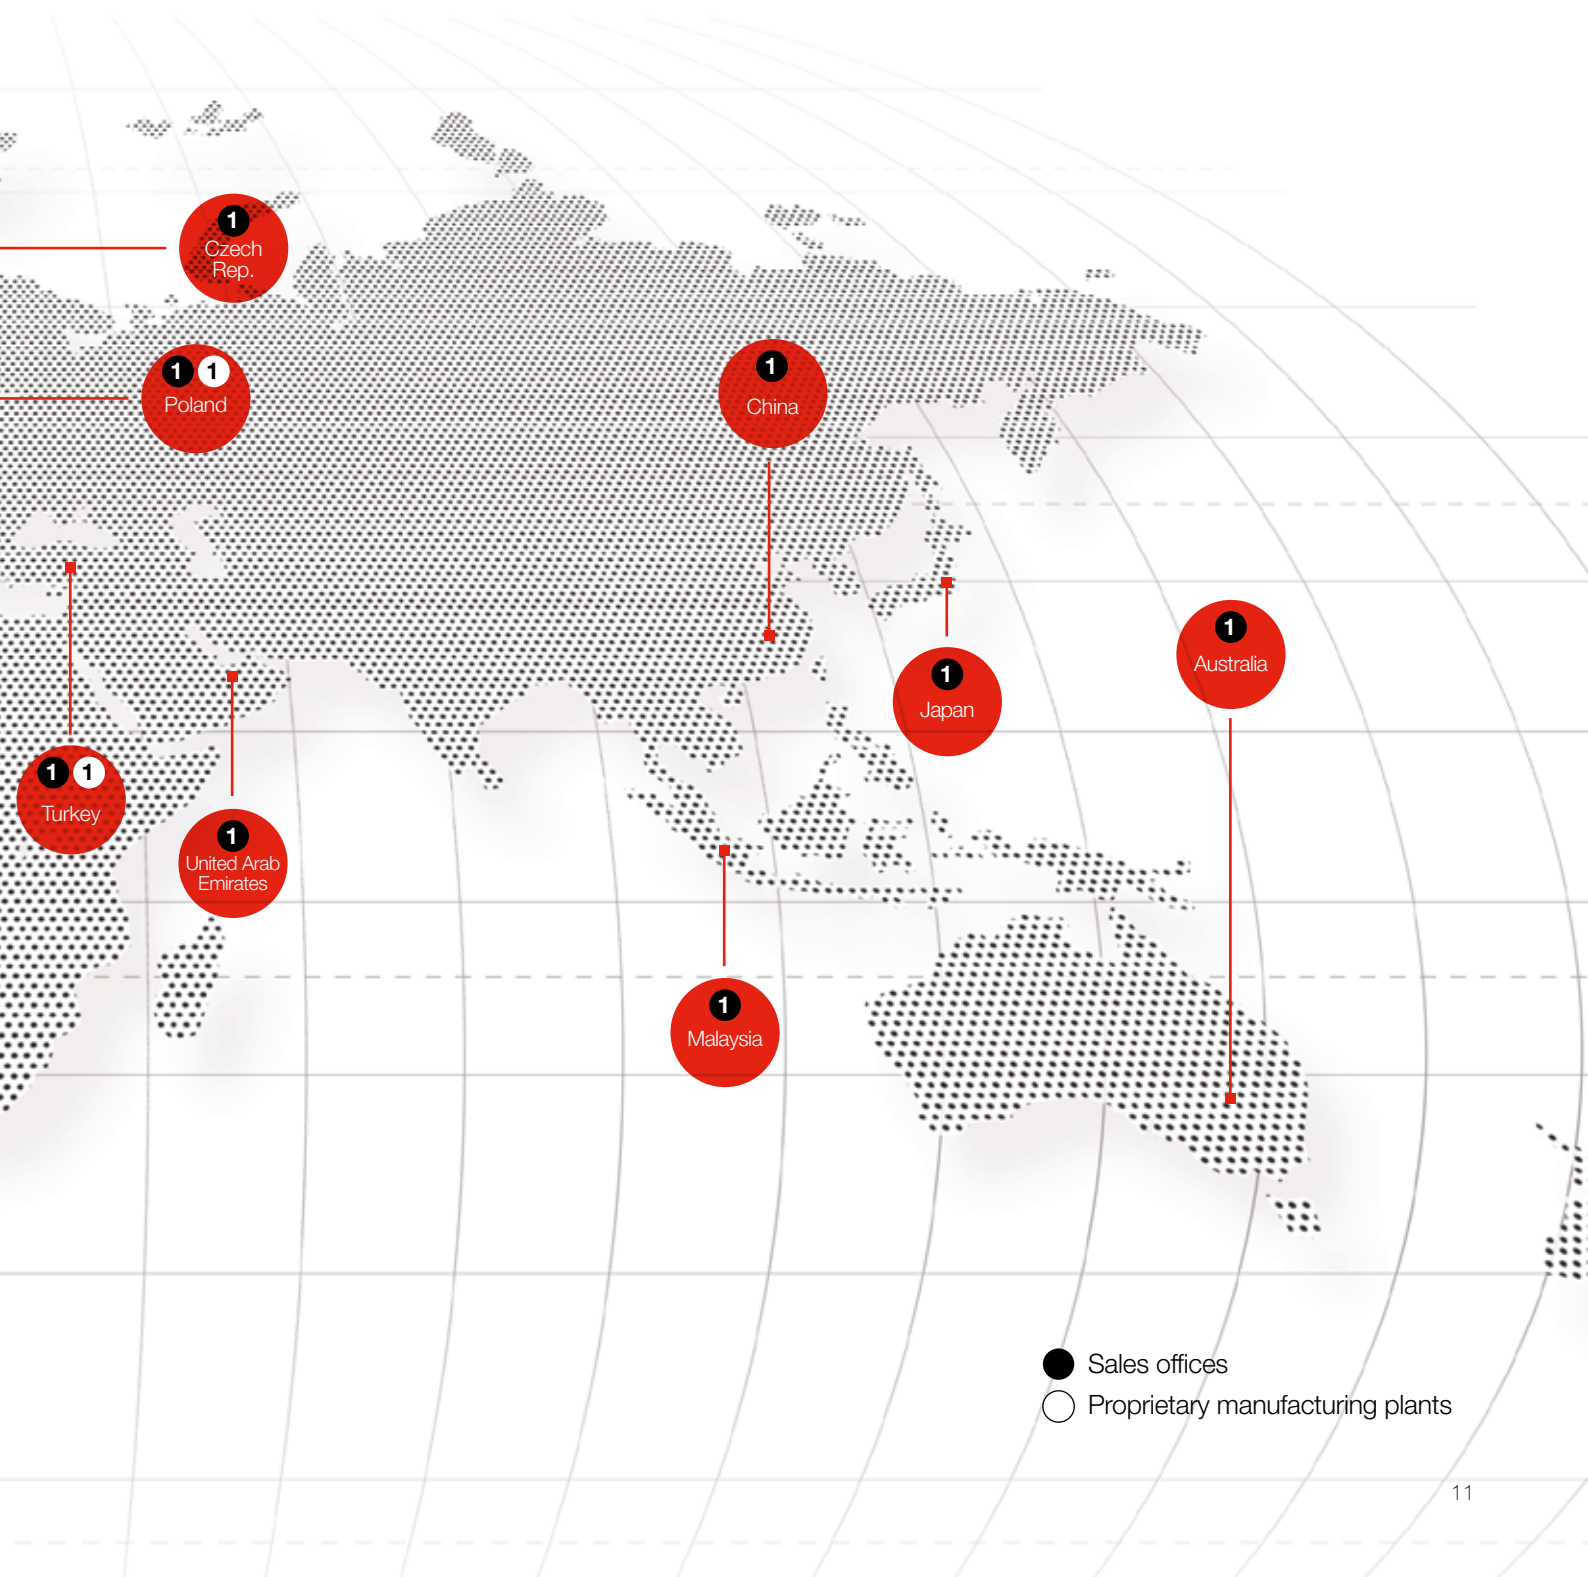 1
Czech
Rep.
1 1
Poland
1
China
1
Australia
1
Japan
1 1
Turkey
1
United Arab
Emirates
1
Malaysia
Sales offices
Proprietary manufacturing plants
11